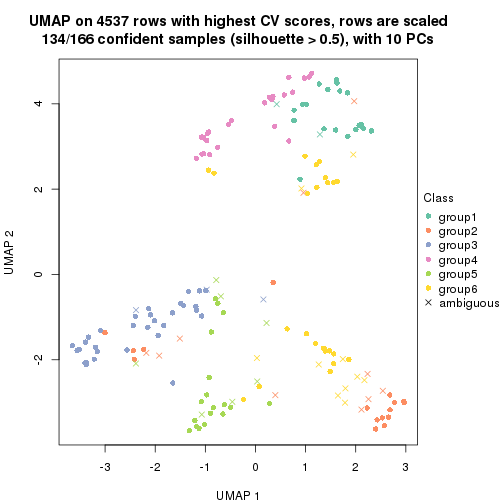 UMAP on 4537 rows with highest CV scores, rows are scaled
134/166 confident samples (silhouette > 0.5), with 10 PCs
4
2
0
-2
UMAP 2
-3 -2 -1 0 1 2 3
UMAP 1
Class
group1
group2
group3
group4
group5
group6
ambiguous